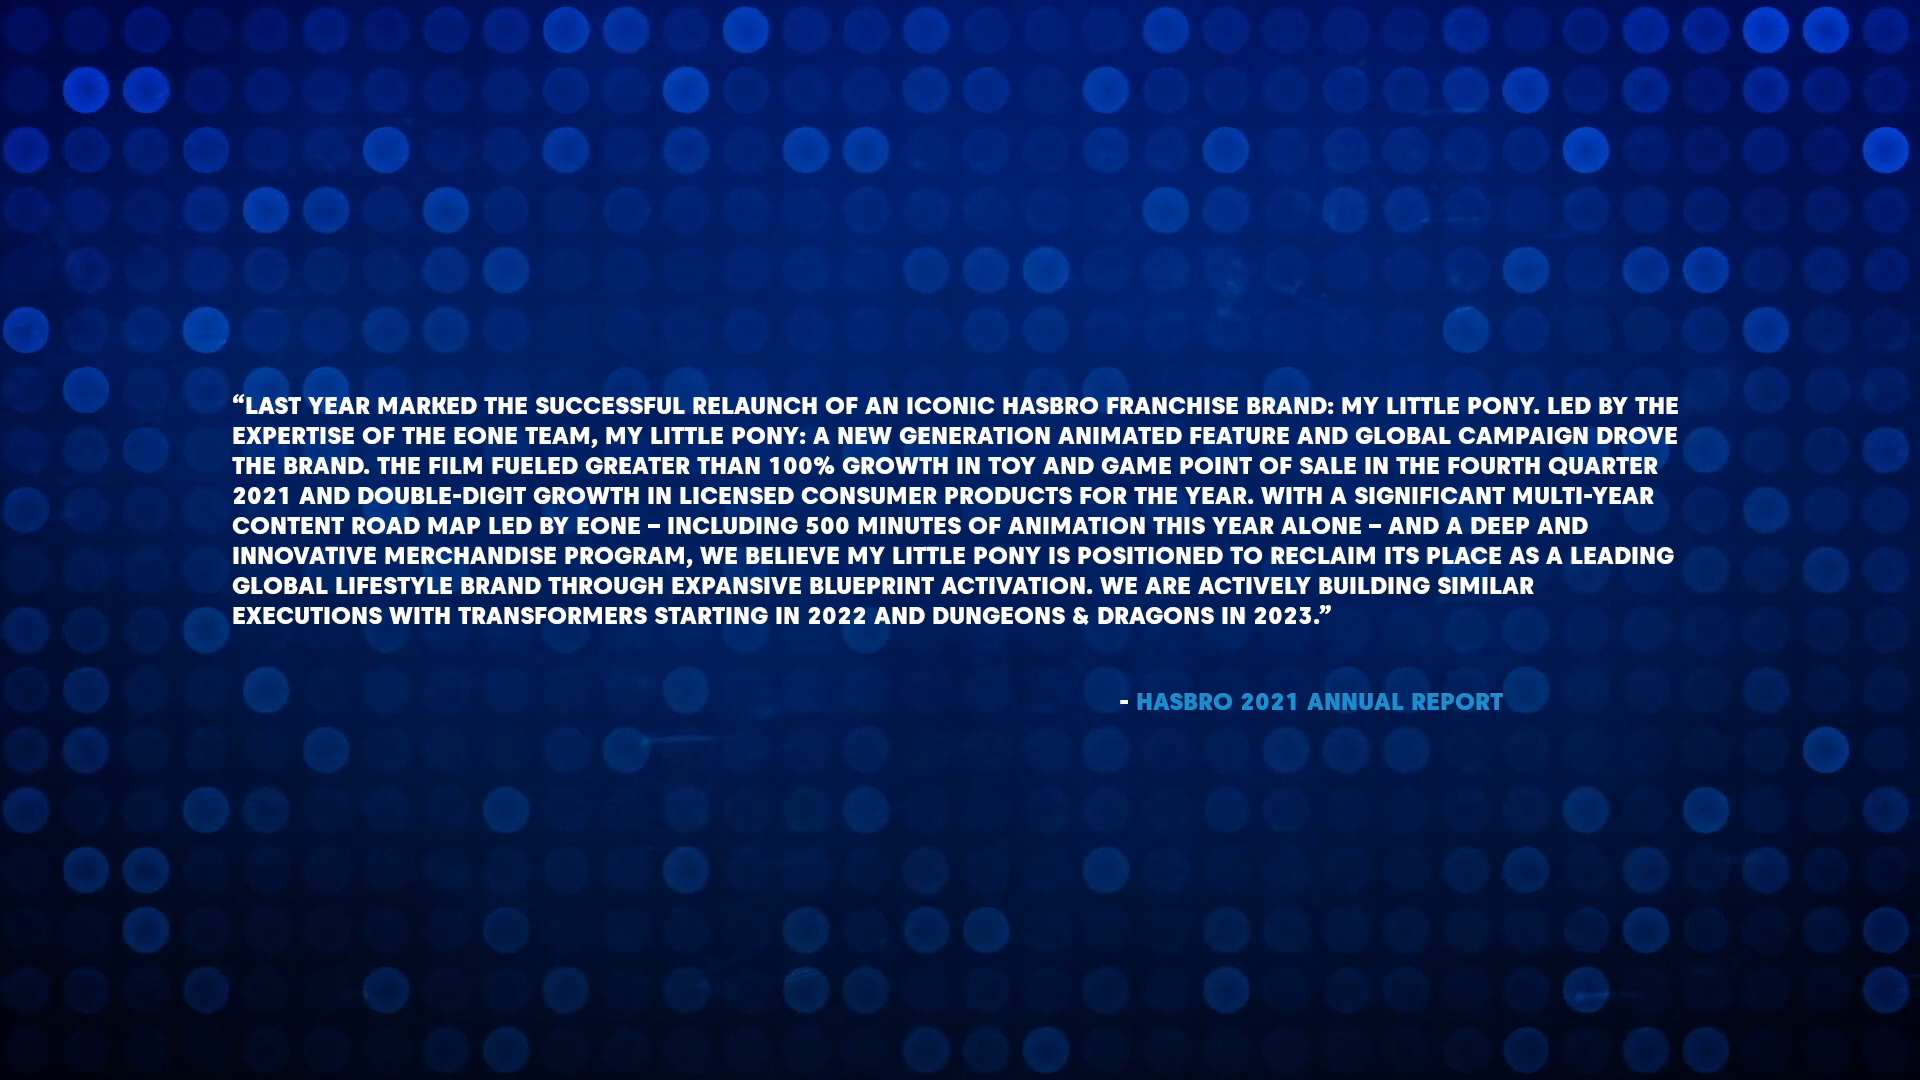 “LAST YEAR MARKED THE SUCCESSFUL RELAUNCH OF AN ICONIC HASBRO FRANCHISE BRAND: MY LITTLE PONY. LED BY THE
EXPERTISE OF THE EONE TEAM, MY LITTLE PONY: A NEW GENERATION ANIMATED FEATURE AND GLOBAL CAMPAIGN DROVE
THE BRAND. THE FILM FUELED GREATER THAN 100% GROWTH IN TOY AND GAME POINT OF SALE IN THE FOURTH QUARTER
2021 AND DOUBLE-DIGIT GROWTH IN LICENSED CONSUMER PRODUCTS FOR THE YEAR. WITH A SIGNIFICANT MULTI-YEAR
CONTENT ROAD MAP LED BY EONE – INCLUDING 500 MINUTES OF ANIMATION THIS YEAR ALONE – AND A DEEP AND
INNOVATIVE MERCHANDISE PROGRAM, WE BELIEVE MY LITTLE PONY IS POSITIONED TO RECLAIM ITS PLACE AS A LEADING
GLOBAL LIFESTYLE BRAND THROUGH EXPANSIVE BLUEPRINT ACTIVATION. WE ARE ACTIVELY BUILDING SIMILAR
EXECUTIONS WITH TRANSFORMERS STARTING IN 2022 AND DUNGEONS & DRAGONS IN 2023.”
- HASBRO 2021 ANNUAL REPORT